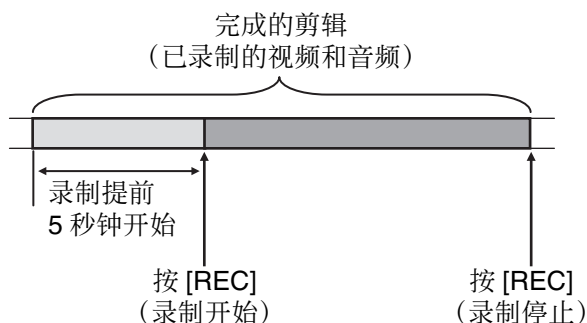 完成的剪辑
（已录制的视频和音频）
录制提前
5 秒钟开始
按 [REC]
（录制开始）
按 [REC]
（录制停止）